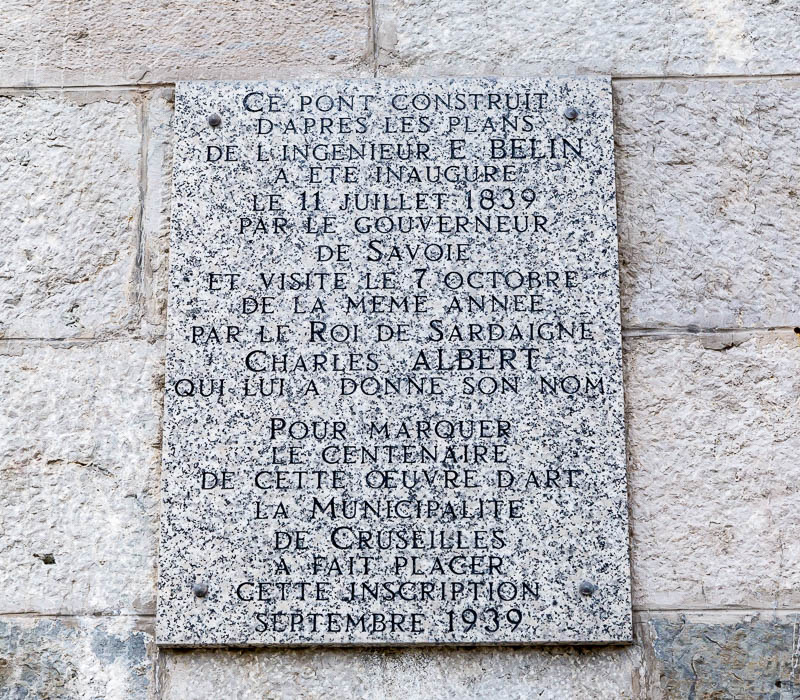 CE PONT CONSTRUIT
D'APRES LES PLANS
DE L'INGENIEUR E. BELIN
A ETE INAUGURE
LE 11 JUILLET 1839
PAR LE GOUVERNEUR
DE SAVOIE
ET VISITE LE 7 OCTOBRE
DE LA MEME ANNEE
PAR LE ROI DE SARDAIGNE
CHARLES ALBERT
QUI LUI A DONNE SON NOM
POUR MARQUER
LE CENTENAIRE
DE CETTE ŒUVRE D'ART
LA MUNICIPALITE
DE CRUSEILLES
A FAIT PLACER
CETTE INSCRIPTION
SEPTEMBRE 1939